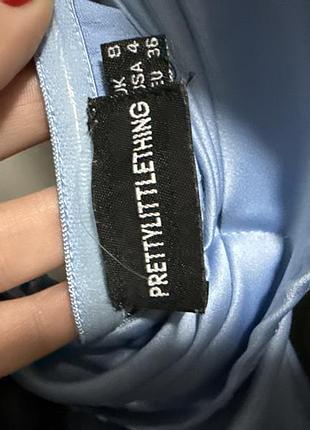 PRETTYLITTLETHING
UK 8
USA 4
EU 36